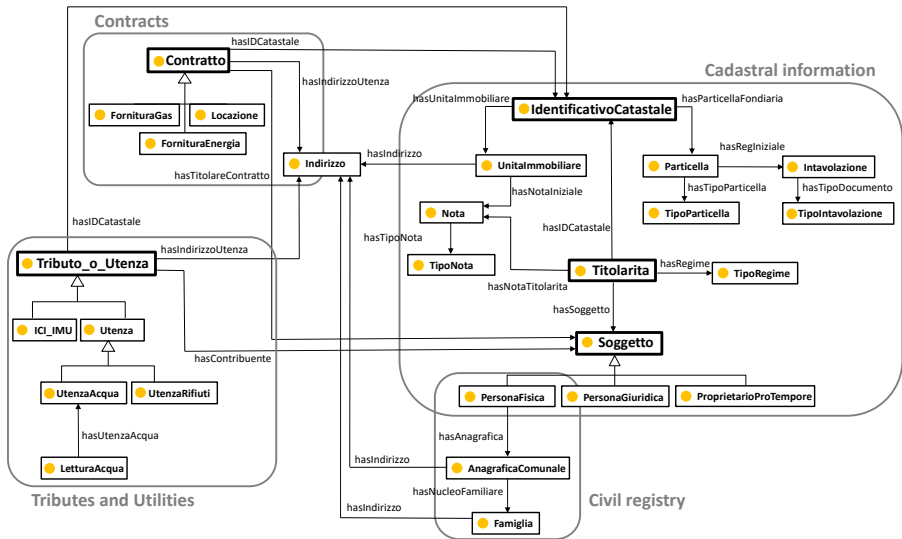 Contracts
hasIDCatastale
Contratto
Cadastral information
hasIndirizzoUtenza
hasUnitaImmobiliare
IdentificativoCatastale
hasParticellaFondiaria
FornituraGas
Locazione
FornituraEnergia
hasIndirizzo
hasRegIniziale
Indirizzo
UnitaImmobiliare
Particella
Intavolazione
hasTitolareContratto
hasNotaIniziale
hasTipoParticella
hasTipoDocumento
Nota
TipoParticella
TipoIntavolazione
hasIDCatastale
hasIDCatastale
hasTipoNota
hasIndirizzoUtenza
Tributo_o_Utenza
TipoNota
Titolarita
hasRegime
TipoRegime
hasNotaTitolarita
hasSoggetto
ICI_IMU
Utenza
Soggetto
hasContribuente
UtenzaAcqua
UtenzaRifiuti
PersonaFisica
PersonaGiuridica
ProprietarioProTempore
hasUtenzaAcqua
hasAnagrafica
LetturaAcqua
hasIndirizzo
AnagraficaComunale
hasNucleoFamiliare
Tributes and Utilities
hasIndirizzo
Civil registry
Famiglia